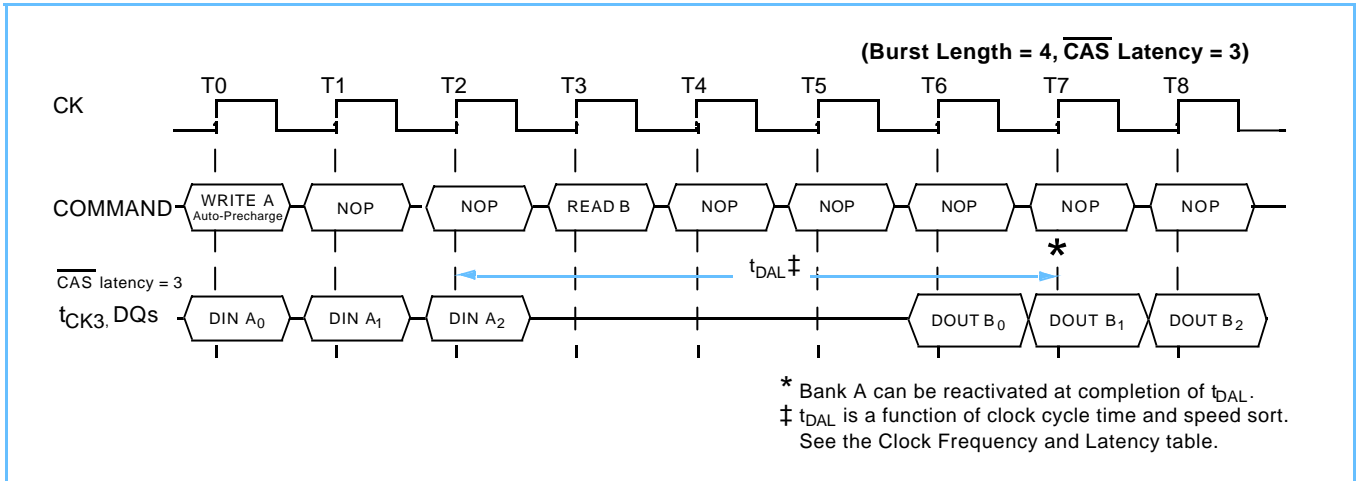 (Burst Length = 4, CAS Latency = 3)
T0 T1 T2 T3 T4 T5 T6 T7 T8
CK
COMMAND
WRITE A
Auto-Precharge
NOP
NOP
READ B
NOP
NOP
NOP
NOP
NOP
*
tDAL‡
CAS latency = 3
tCK3, DQs
DIN A0
DIN A1
DIN A2
DOUT B0
DOUT B1
DOUT B2
* Bank A can be reactivated at completion of tDAL.
‡ tDAL is a function of clock cycle time and speed sort.
See the Clock Frequency and Latency table.